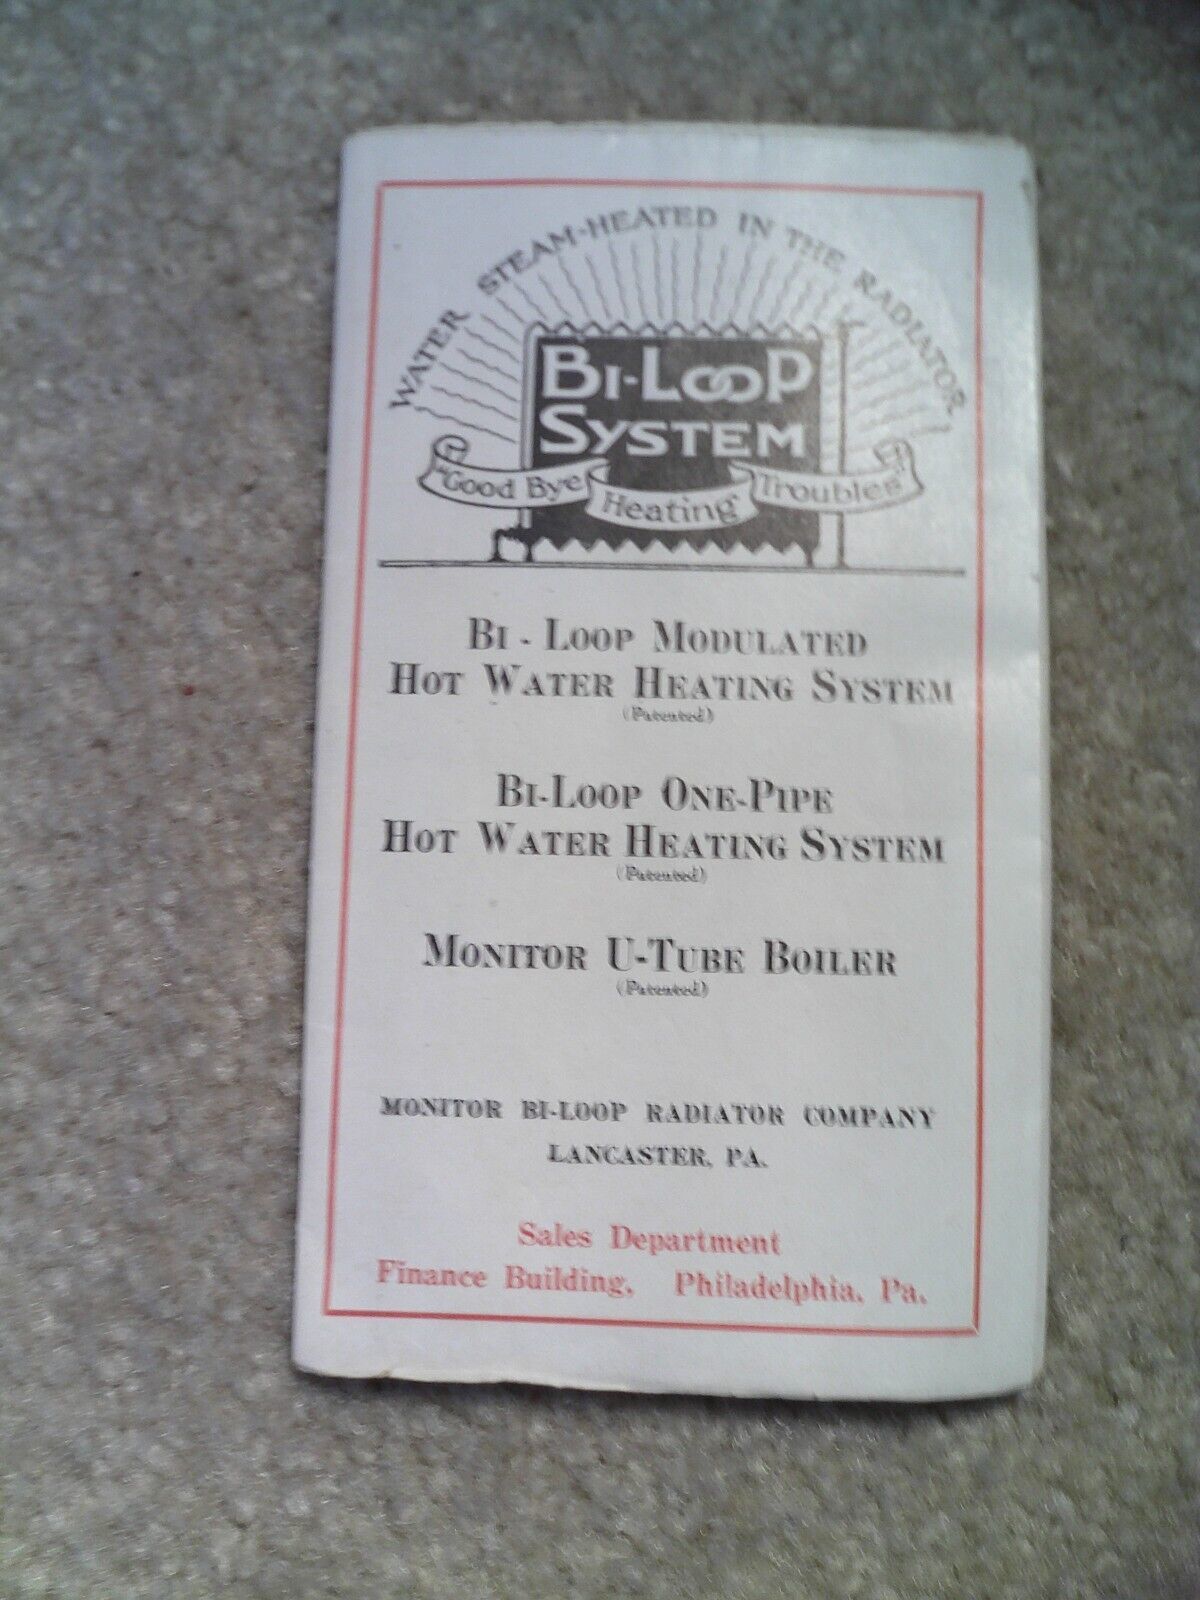 WATER STEAM-HEATED IN THE RADIATOR
BI-LOOP
SYSTEM
"Good Bye Heating Troubles"
BI-LOOP MODULATED
HOT WATER HEATING SYSTEM
(Patented)
BI-LOOP ONE-PIPE
HOT WATER HEATING SYSTEM
(Patented)
MONITOR U-TUBE BOILER
(Patented)
MONITOR BI-LOOP RADIATOR COMPANY
LANCASTER, PA.
Sales Department
Finance Building, Philadelphia, Pa.